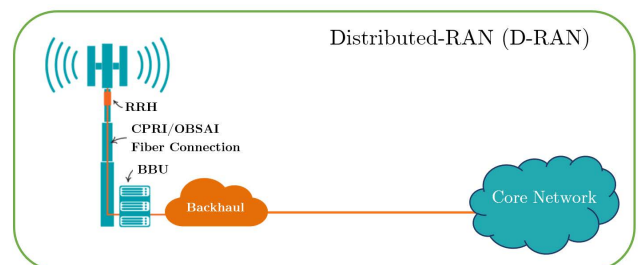 Distributed-RAN (D-RAN)
RRH
CPRI/OBSAI
Fiber Connection
BBU
Backhaul
Core Network